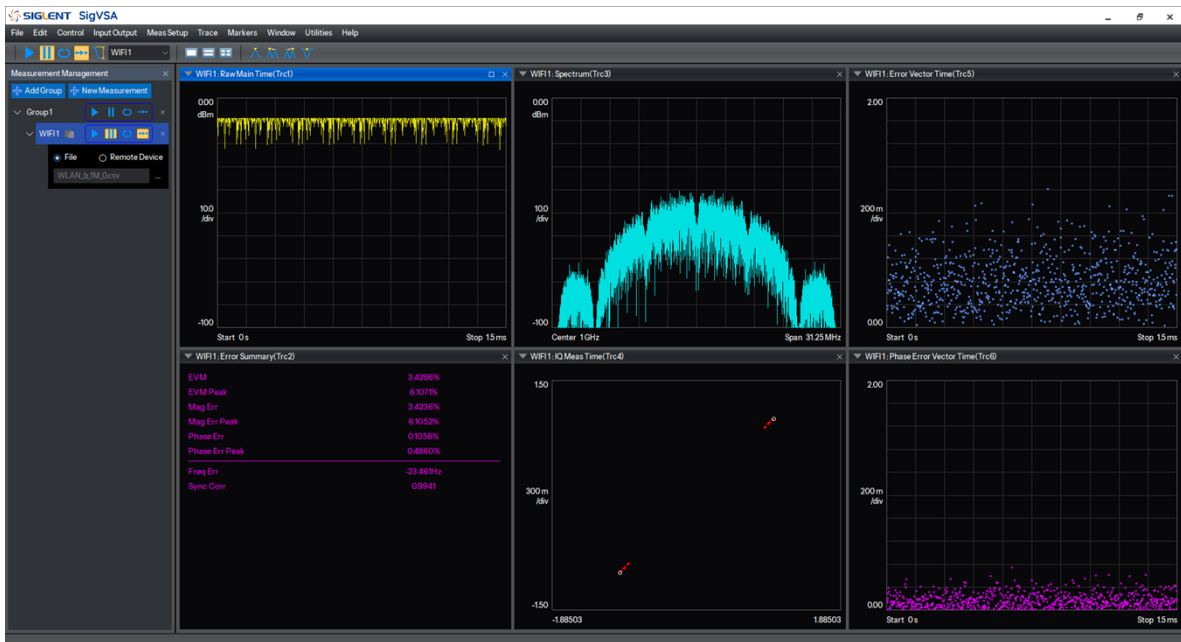 SIGLENT SigVSA
File Edit Control Input Output Meas Setup Trace Markers Window Utilities Help
WIFI1
Measurement Management
Add Group New Measurement
Group1
WIFI1
File Remote Device
WLAN_b_1M_0.csv ...
WIFI1: Raw Main Time(Trc1)
0.00
dBm
10.0
/div
-100
Start 0 s Stop 1.5 ms
WIFI1: Spectrum(Trc3)
0.00
dBm
10.0
/div
-100
Center 1 GHz Span 31.25 MHz
WIFI1: Error Vector Time(Trc5)
2.00
200 m
/div
0.00
Start 0 s Stop 1.5 ms
WIFI1: Error Summary(Trc2)
EVM 3.4286%
EVM Peak 6.1071%
Mag Err 3.4236%
Mag Err Peak 6.1052%
Phase Err 0.1058%
Phase Err Peak 0.4860%
Freq Err -23.461Hz
Sync Corr 0.9941
WIFI1: IQ Meas Time(Trc4)
1.50
300 m
/div
-1.50
-1.88503 1.88503
WIFI1: Phase Error Vector Time(Trc6)
2.00
200 m
/div
0.00
Start 0 s Stop 1.5 ms